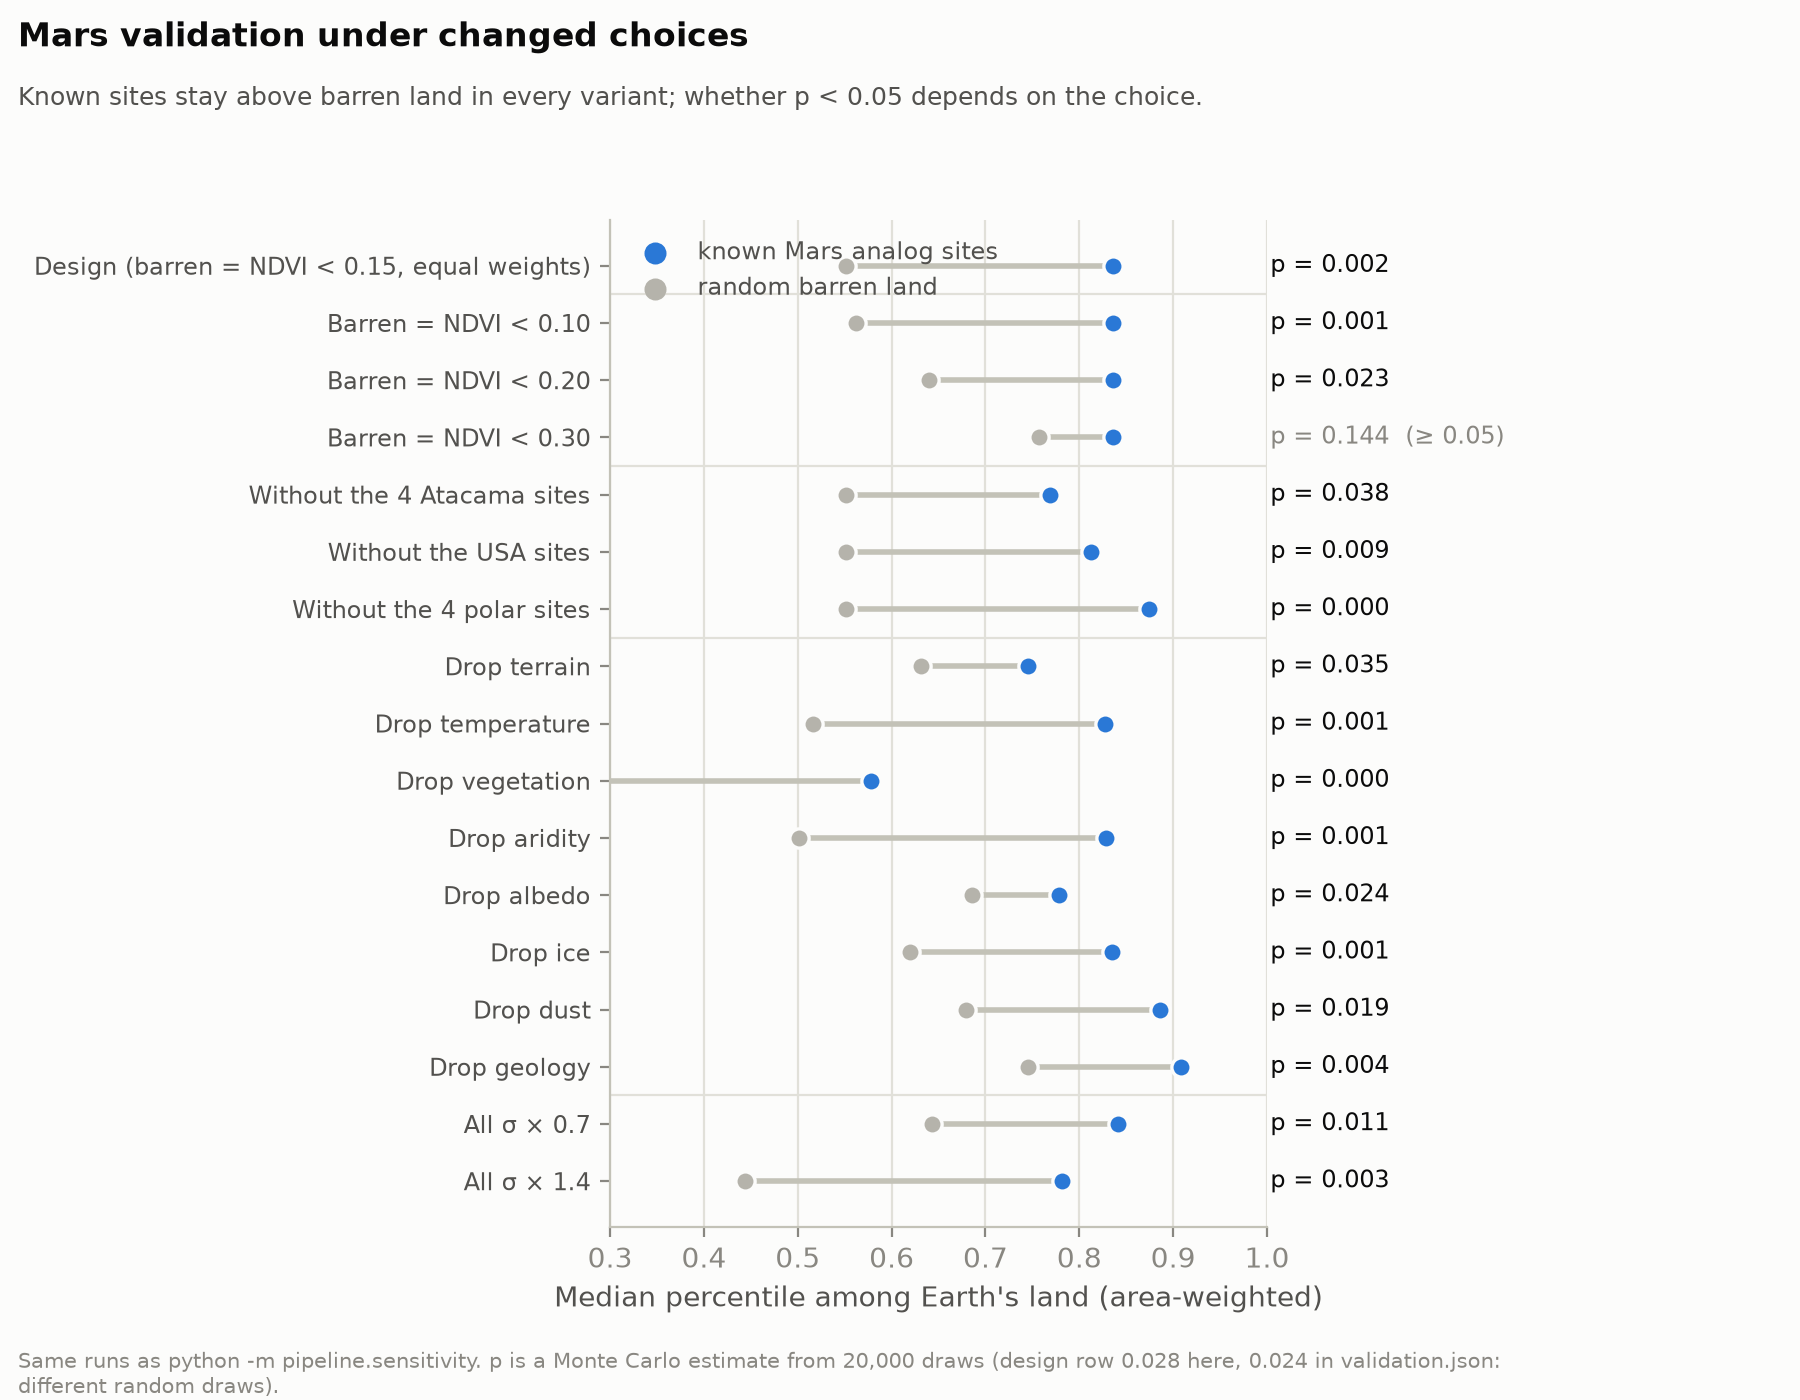 Mars validation under changed choices
Known sites stay above barren land in every variant; whether p < 0.05 depends on the choice.
known Mars analog sites
random barren land
Design (barren = NDVI < 0.15, equal weights)
p = 0.002
Barren = NDVI < 0.10
p = 0.001
Barren = NDVI < 0.20
p = 0.023
Barren = NDVI < 0.30
p = 0.144  (≥ 0.05)
Without the 4 Atacama sites
p = 0.038
Without the USA sites
p = 0.009
Without the 4 polar sites
p = 0.000
Drop terrain
p = 0.035
Drop temperature
p = 0.001
Drop vegetation
p = 0.000
Drop aridity
p = 0.001
Drop albedo
p = 0.024
Drop ice
p = 0.001
Drop dust
p = 0.019
Drop geology
p = 0.004
All σ × 0.7
p = 0.011
All σ × 1.4
p = 0.003
0.3 0.4 0.5 0.6 0.7 0.8 0.9 1.0
Median percentile among Earth's land (area-weighted)
Same runs as python -m pipeline.sensitivity. p is a Monte Carlo estimate from 20,000 draws (design row 0.028 here, 0.024 in validation.json:
different random draws).